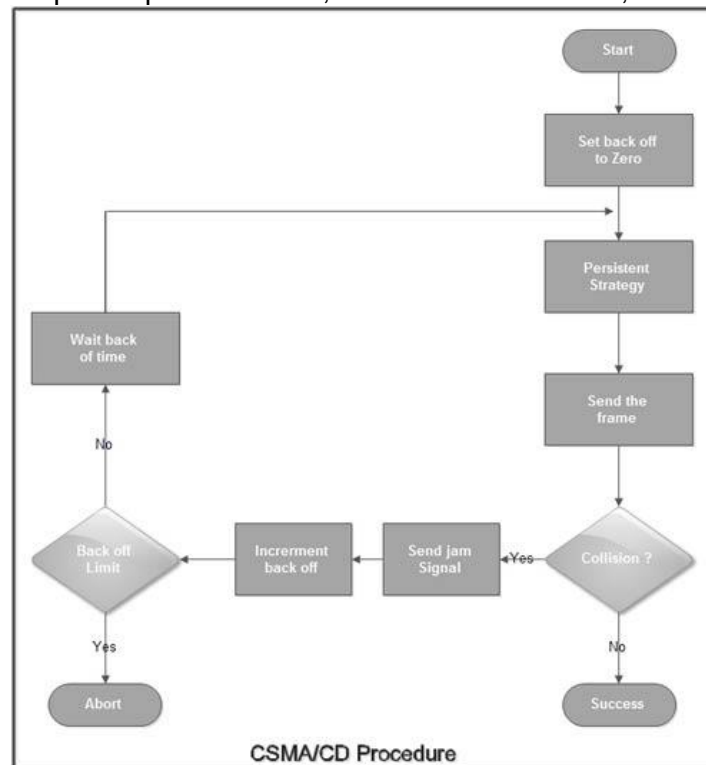 Start
Set back off
to Zero
Persistent
Strategy
Wait back
of time
Send the
frame
No
Back off
Limit
Increrment
back off
Send jam
Signal
Yes
Collision ?
Yes
No
Abort
Success
CSMA/CD Procedure